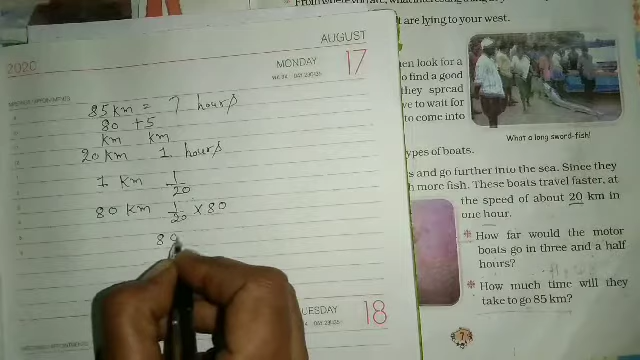 2020
AUGUST
MONDAY
17
85 km = 7 hours
80 + 5
km km
20 km 1 hours
1 km 1/20
80 km 1/20 × 80
TUESDAY
18
are lying to your west.
hen look for a
o find a good
hey spread
ve to wait for
to come into
What a long sword-fish!
ypes of boats.
s and go further into the sea. Since they
h more fish. These boats travel faster, at
the speed of about 20 km in
one hour.
How far would the motor
boats go in three and a half
hours?
How much time will they
take to go 85 km?
7